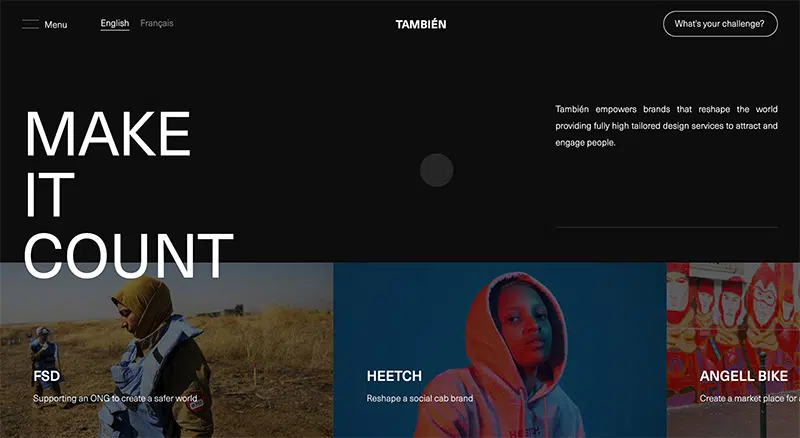 Menu
English
Français
TAMBIÉN
What's your challenge?
MAKE
IT
COUNT
También empowers brands that reshape the world
providing fully high tailored design services to attract and
engage people.
FSD
Supporting an ONG to create a safer world
HEETCH
Reshape a social cab brand
HEETCH
ANGELL BIKE
Create a market place for